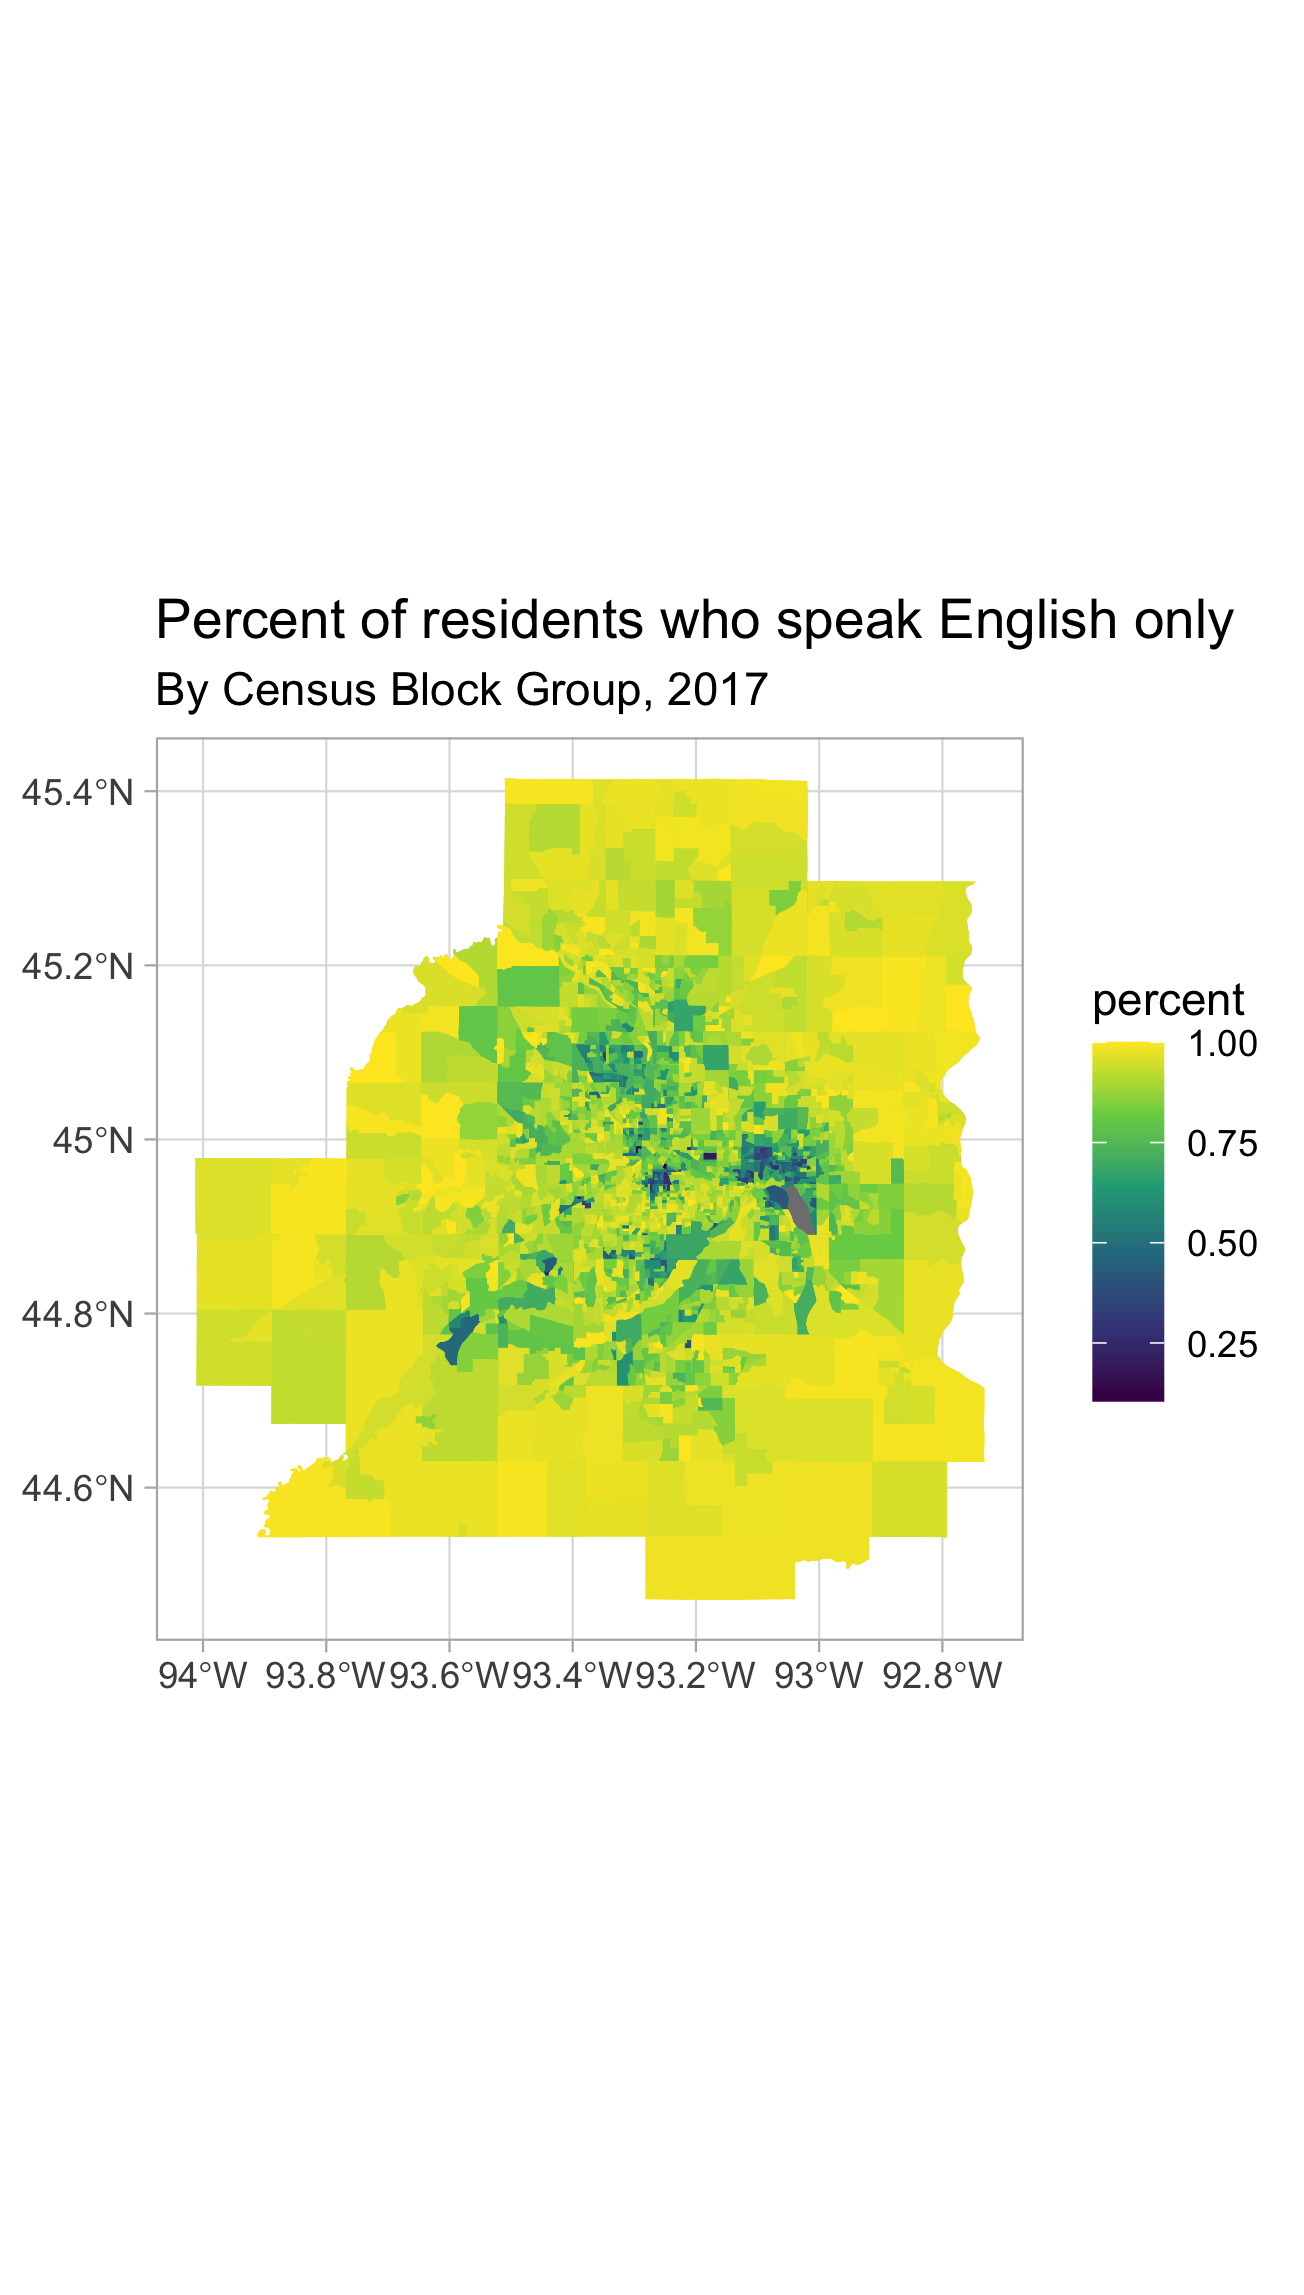 Percent of residents who speak English only
By Census Block Group, 2017
45.4°N
45.2°N
45°N
44.8°N
44.6°N
94°W 93.8°W 93.6°W 93.4°W 93.2°W 93°W 92.8°W
percent
1.00
0.75
0.50
0.25